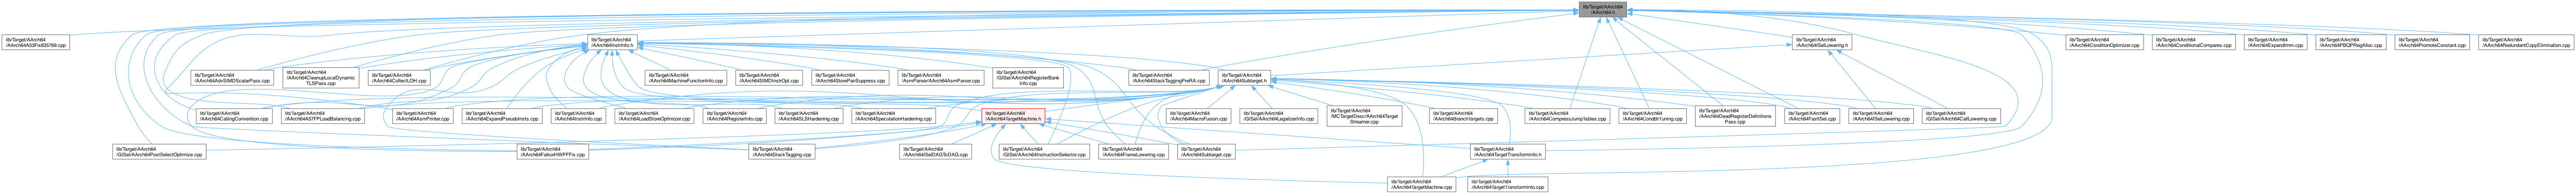 lib/Target/AArch64
/AArch64.h
lib/Target/AArch64
/AArch64A53Fix835769.cpp
lib/Target/AArch64
/AArch64InstrInfo.h
lib/Target/AArch64
/AArch64ISelLowering.h
lib/Target/AArch64
/AArch64ConditionOptimizer.cpp
lib/Target/AArch64
/AArch64ConditionalCompares.cpp
lib/Target/AArch64
/AArch64ExpandImm.cpp
lib/Target/AArch64
/AArch64PBQPRegAlloc.cpp
lib/Target/AArch64
/AArch64PromoteConstant.cpp
lib/Target/AArch64
/AArch64RedundantCopyElimination.cpp
lib/Target/AArch64
/AArch64AdvSIMDScalarPass.cpp
lib/Target/AArch64
/AArch64CleanupLocalDynamic
TLSPass.cpp
lib/Target/AArch64
/AArch64CollectLOH.cpp
lib/Target/AArch64
/AArch64MachineFunctionInfo.cpp
lib/Target/AArch64
/AArch64SIMDInstrOpt.cpp
lib/Target/AArch64
/AArch64StorePairSuppress.cpp
lib/Target/AArch64
/AsmParser/AArch64AsmParser.cpp
lib/Target/AArch64
/GISel/AArch64RegisterBank
Info.cpp
lib/Target/AArch64
/AArch64StackTaggingPreRA.cpp
lib/Target/AArch64
/AArch64Subtarget.h
lib/Target/AArch64
/AArch64CallingConvention.cpp
lib/Target/AArch64
/AArch64A57FPLoadBalancing.cpp
lib/Target/AArch64
/AArch64AsmPrinter.cpp
lib/Target/AArch64
/AArch64ExpandPseudoInsts.cpp
lib/Target/AArch64
/AArch64InstrInfo.cpp
lib/Target/AArch64
/AArch64LoadStoreOptimizer.cpp
lib/Target/AArch64
/AArch64RegisterInfo.cpp
lib/Target/AArch64
/AArch64SLSHardening.cpp
lib/Target/AArch64
/AArch64SpeculationHardening.cpp
lib/Target/AArch64
/AArch64TargetMachine.h
lib/Target/AArch64
/AArch64MacroFusion.cpp
lib/Target/AArch64
/GISel/AArch64LegalizerInfo.cpp
lib/Target/AArch64
/MCTargetDesc/AArch64Target
Streamer.cpp
lib/Target/AArch64
/AArch64BranchTargets.cpp
lib/Target/AArch64
/AArch64CompressJumpTables.cpp
lib/Target/AArch64
/AArch64CondBrTuning.cpp
lib/Target/AArch64
/AArch64DeadRegisterDefinitions
Pass.cpp
lib/Target/AArch64
/AArch64FastISel.cpp
lib/Target/AArch64
/AArch64ISelLowering.cpp
lib/Target/AArch64
/GISel/AArch64CallLowering.cpp
lib/Target/AArch64
/GISel/AArch64PostSelectOptimize.cpp
lib/Target/AArch64
/AArch64FalkorHWPFFix.cpp
lib/Target/AArch64
/AArch64StackTagging.cpp
lib/Target/AArch64
/AArch64ISelDAGToDAG.cpp
lib/Target/AArch64
/GISel/AArch64InstructionSelector.cpp
lib/Target/AArch64
/AArch64FrameLowering.cpp
lib/Target/AArch64
/AArch64Subtarget.cpp
lib/Target/AArch64
/AArch64TargetTransformInfo.h
lib/Target/AArch64
/AArch64TargetMachine.cpp
lib/Target/AArch64
/AArch64TargetTransformInfo.cpp